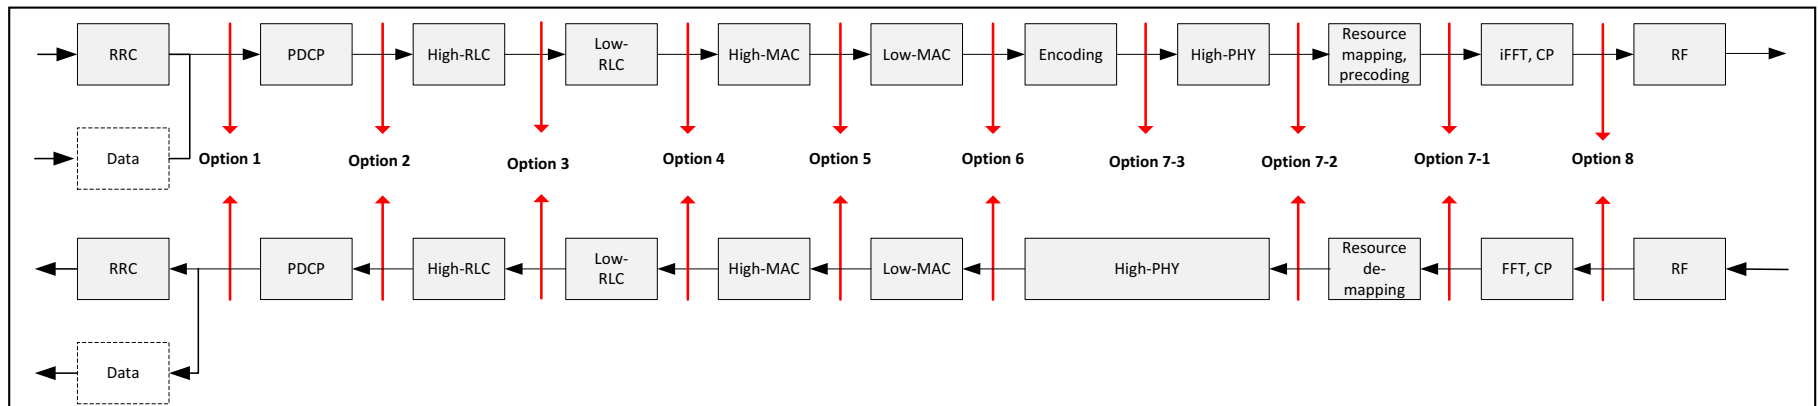 RRC
PDCP
High-RLC
Low-
RLC
High-MAC
Low-MAC
Encoding
High-PHY
Resource
mapping,
precoding
iFFT, CP
RF
Data
Option 1
Option 2
Option 3
Option 4
Option 5
Option 6
Option 7-3
Option 7-2
Option 7-1
Option 8
RRC
PDCP
High-RLC
Low-
RLC
High-MAC
Low-MAC
High-PHY
Resource
de-
mapping
FFT, CP
RF
Data